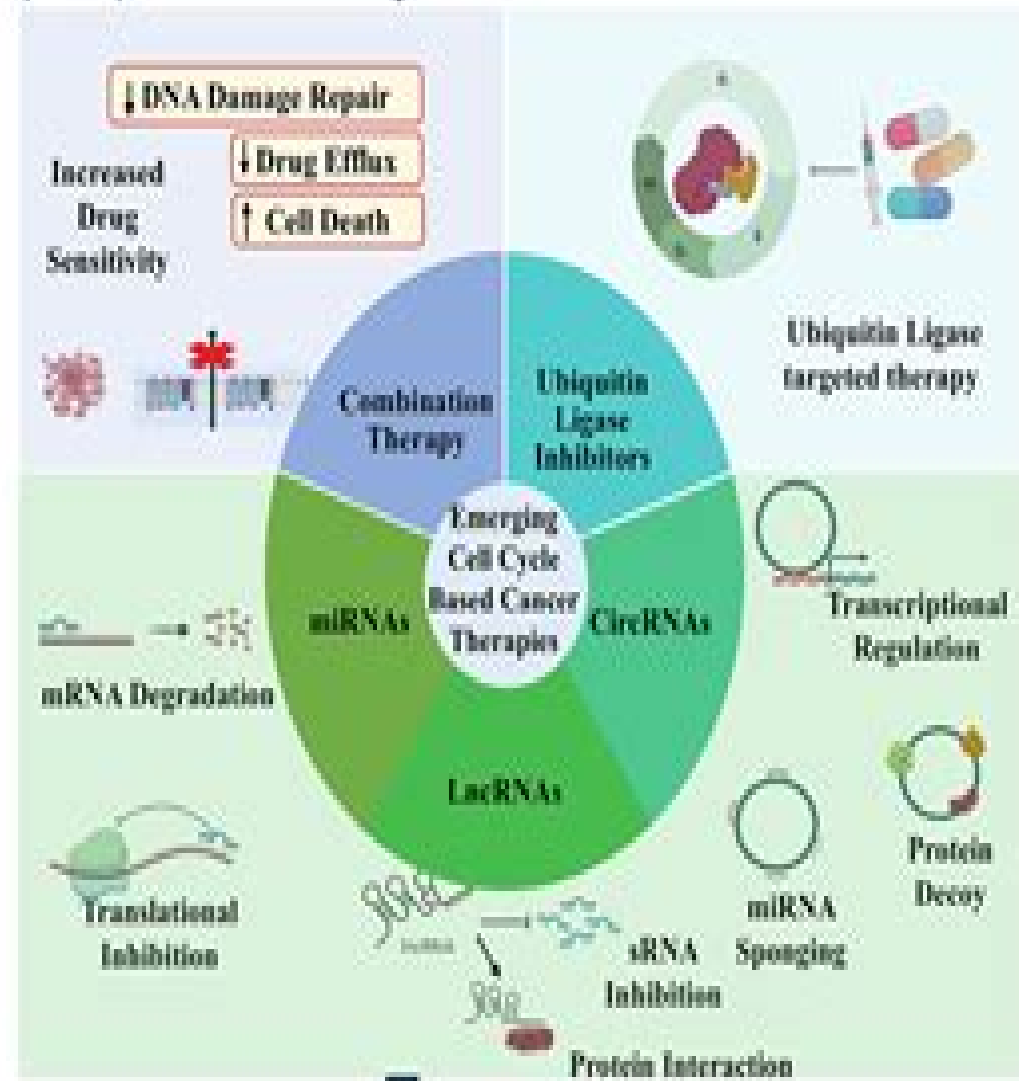 ↓ DNA Damage Repair
↓ Drug Efflux
↑ Cell Death
Increased
Drug
Sensitivity
Ubiquitin Ligase
targeted therapy
Combination
Therapy
Ubiquitin
Ligase
Inhibitors
Emerging
Cell Cycle
Based Cancer
Therapies
miRNAs
CircRNAs
LncRNAs
Transcriptional
Regulation
mRNA Degradation
Protein
Decoy
miRNA
Sponging
Translational
Inhibition
lncRNA
sRNA
Inhibition
Protein Interaction